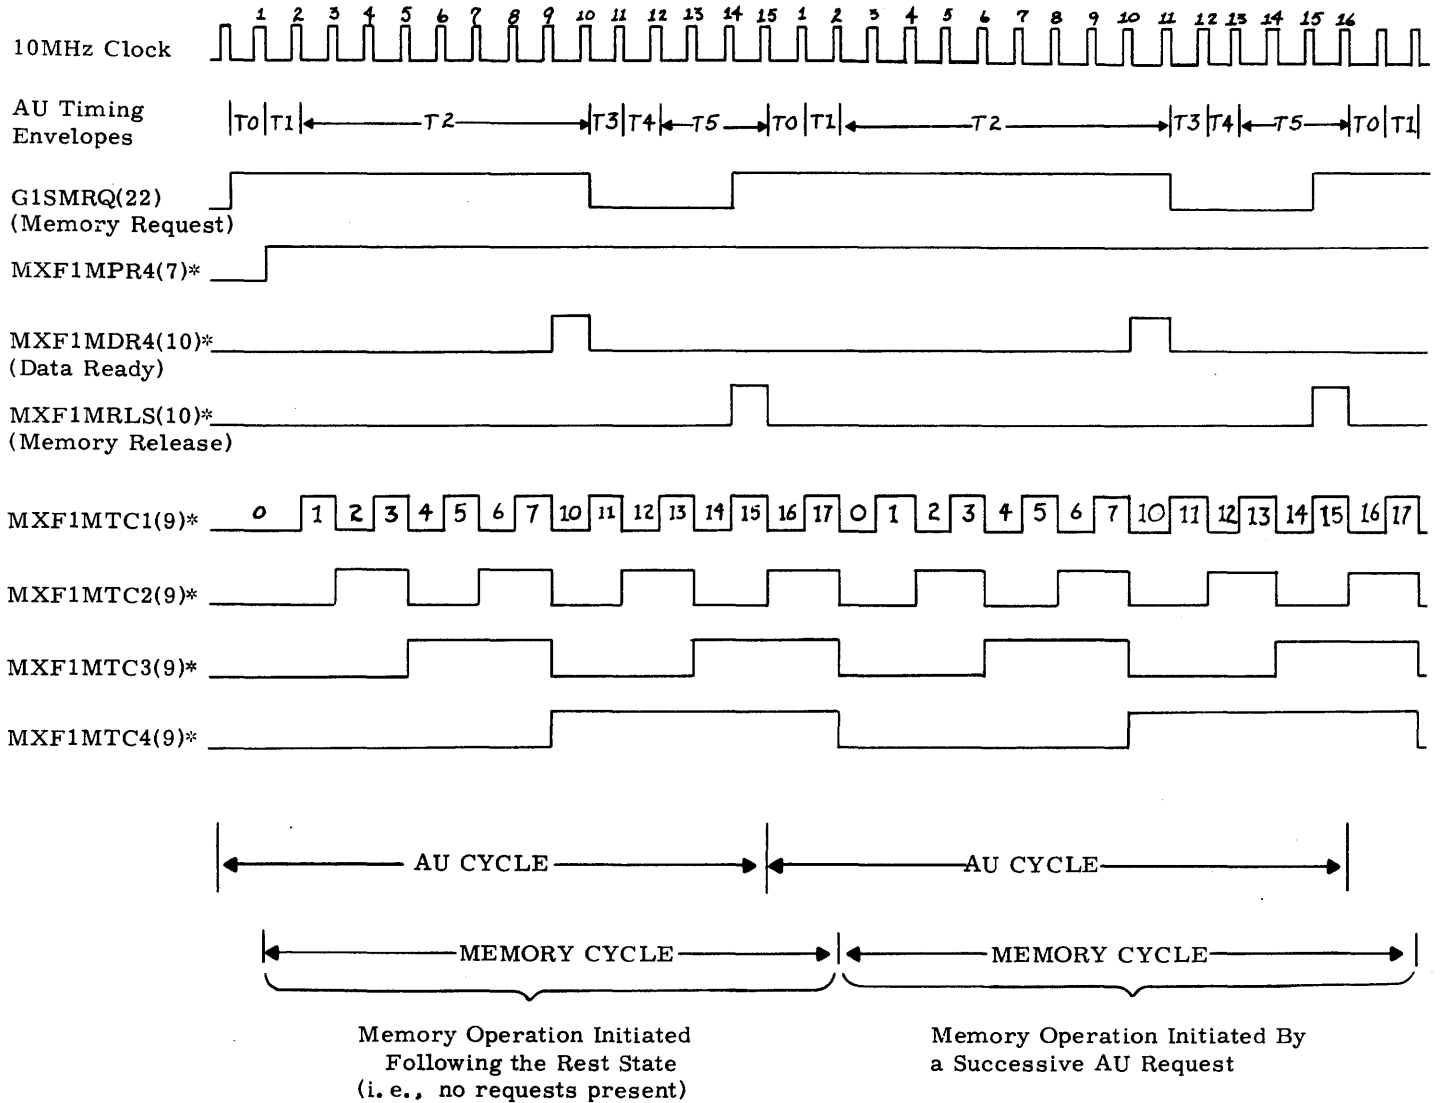 1 2 3 4 5 6 7 8 9 10 11 12 13 14 15 1 2 3 4 5 6 7 8 9 10 11 12 13 14 15 16
10MHz Clock
AU Timing
Envelopes
T0 T1 T2 T3 T4 T5 T0 T1 T2 T3 T4 T5 T0 T1
G1SMRQ(22)
(Memory Request)
MXF1MPR4(7)*
MXF1MDR4(10)*
(Data Ready)
MXF1MRLS(10)*
(Memory Release)
MXF1MTC1(9)* 0 1 2 3 4 5 6 7 10 11 12 13 14 15 16 17 0 1 2 3 4 5 6 7 10 11 12 13 14 15 16 17
MXF1MTC2(9)*
MXF1MTC3(9)*
MXF1MTC4(9)*
AU CYCLE AU CYCLE
MEMORY CYCLE MEMORY CYCLE
Memory Operation Initiated
Following the Rest State
(i. e., no requests present)
Memory Operation Initiated By
a Successive AU Request